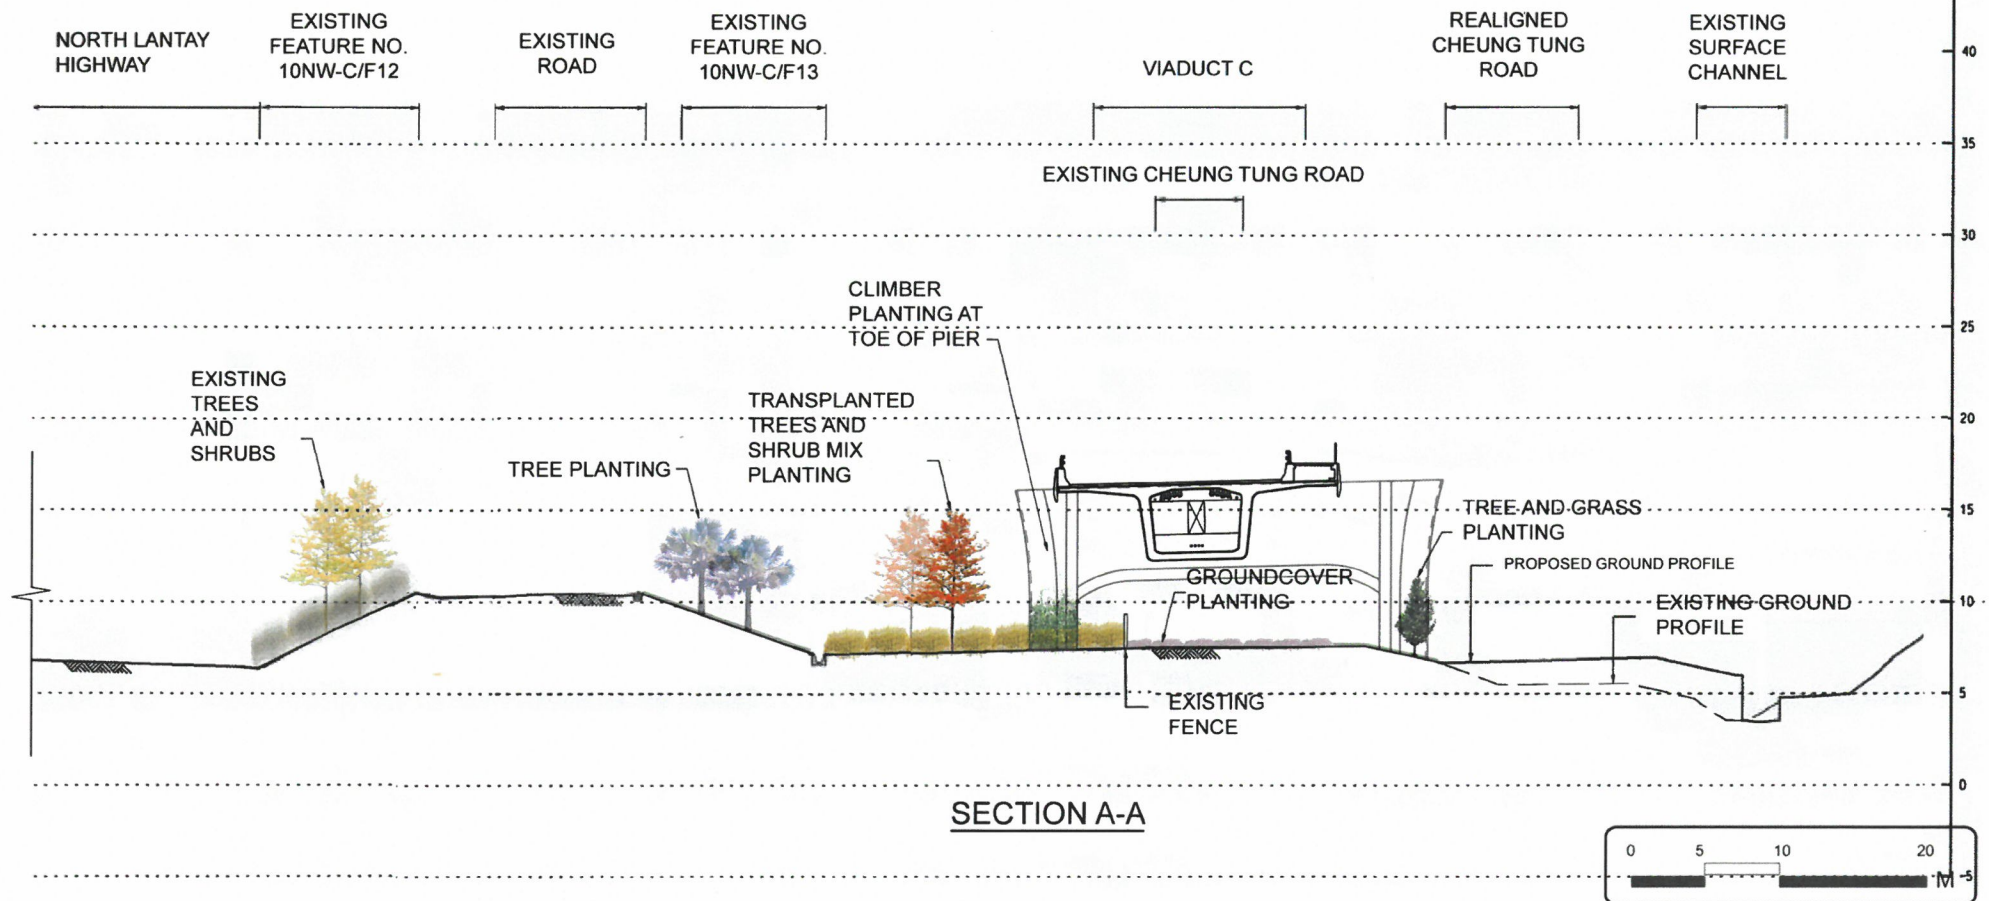 NORTH LANTAY
HIGHWAY
EXISTING
FEATURE NO.
10NW-C/F12
EXISTING
ROAD
EXISTING
FEATURE NO.
10NW-C/F13
VIADUCT C
REALIGNED
CHEUNG TUNG
ROAD
EXISTING
SURFACE
CHANNEL
40
35
EXISTING CHEUNG TUNG ROAD
30
CLIMBER
PLANTING AT
TOE OF PIER
25
EXISTING
TREES
AND
SHRUBS
TREE PLANTING
TRANSPLANTED
TREES AND
SHRUB MIX
PLANTING
20
TREE AND GRASS
PLANTING
15
PROPOSED GROUND PROFILE
GROUNDCOVER
PLANTING
EXISTING GROUND
PROFILE
10
EXISTING
FENCE
5
0
SECTION A-A
0 5 10 20
M
-5